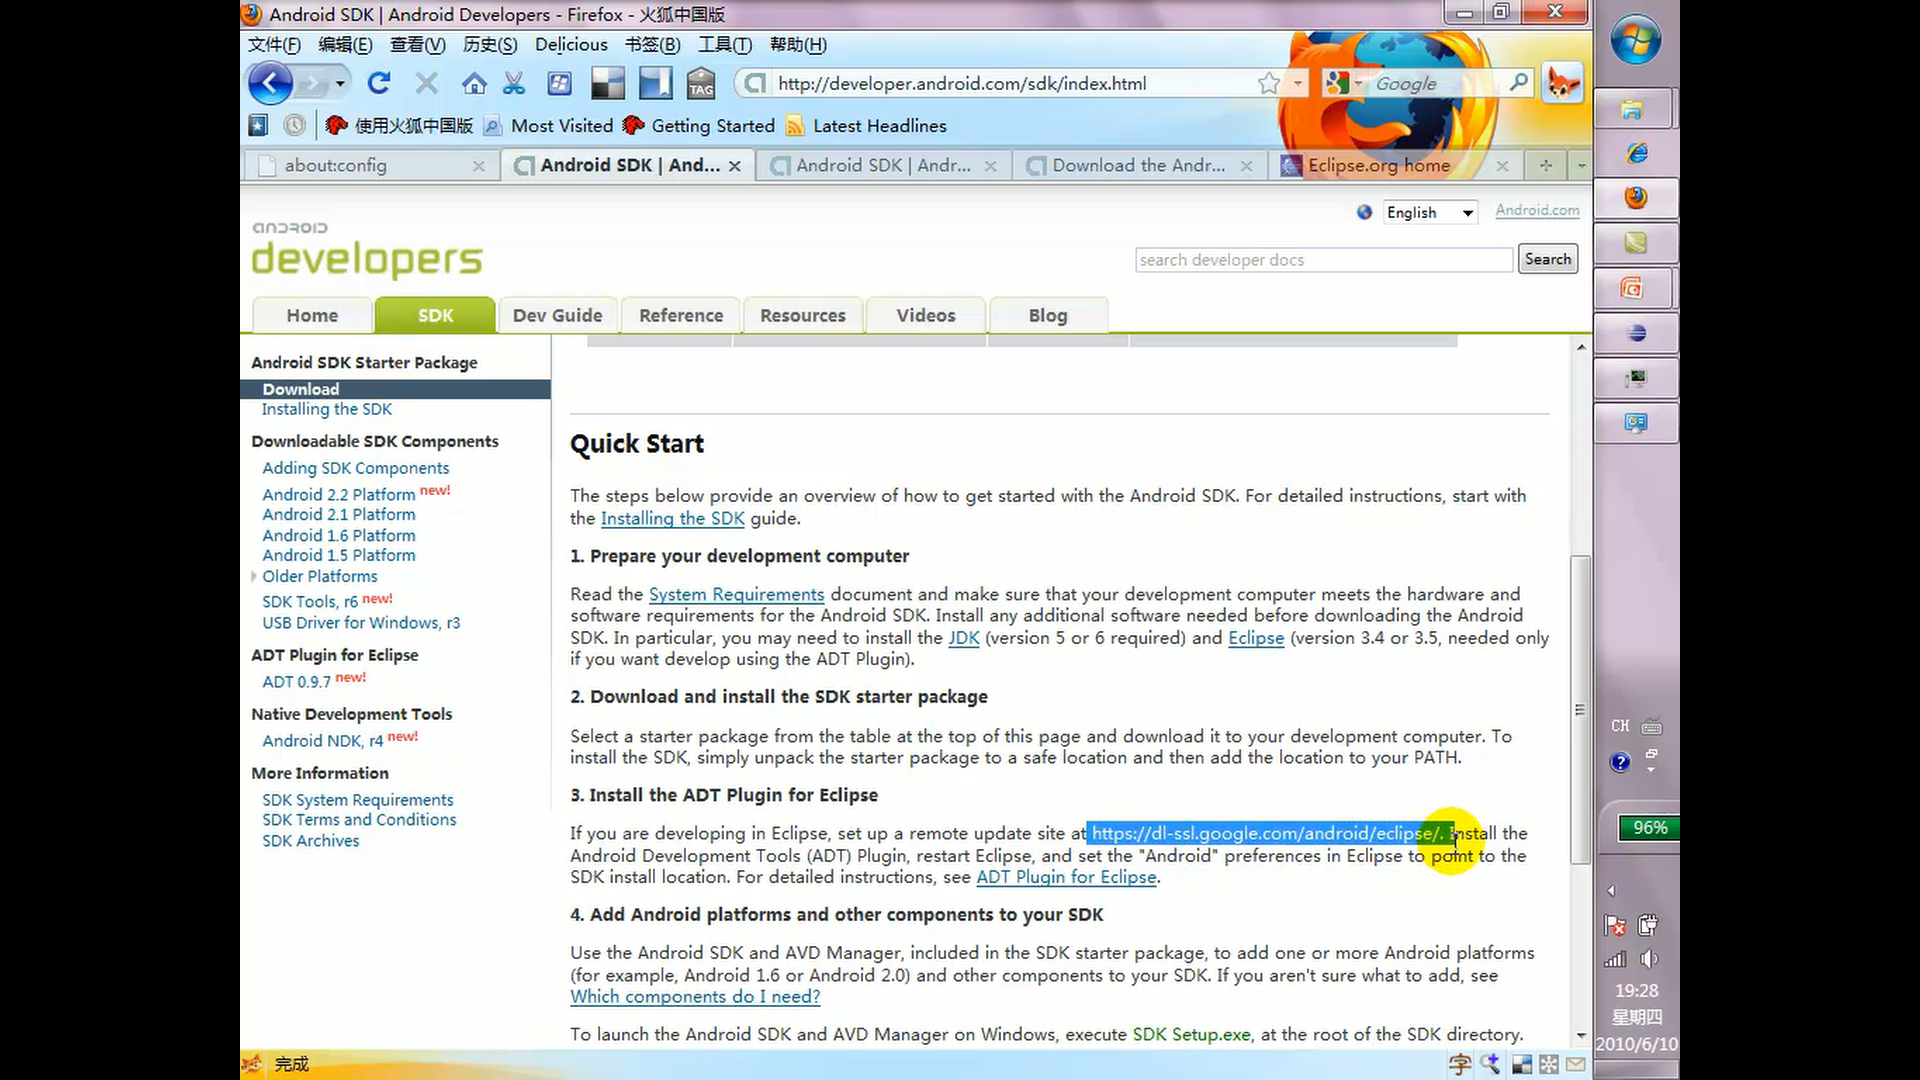 Android SDK | Android Developers - Firefox - 火狐中国版
文件(F) 编辑(E) 查看(V) 历史(S) Delicious 书签(B) 工具(T) 帮助(H)
TAG http://developer.android.com/sdk/index.html Google
使用火狐中国版 Most Visited Getting Started Latest Headlines
about:config Android SDK | And... Android SDK | Andr... Download the Andr... Eclipse.org home
English Android.com
android
developers
search developer docs Search
Home SDK Dev Guide Reference Resources Videos Blog
Android SDK Starter Package
Download
Installing the SDK
Downloadable SDK Components
Adding SDK Components
Android 2.2 Platform new!
Android 2.1 Platform
Android 1.6 Platform
Android 1.5 Platform
Older Platforms
SDK Tools, r6 new!
USB Driver for Windows, r3
ADT Plugin for Eclipse
ADT 0.9.7 new!
Native Development Tools
Android NDK, r4 new!
More Information
SDK System Requirements
SDK Terms and Conditions
SDK Archives
Quick Start
The steps below provide an overview of how to get started with the Android SDK. For detailed instructions, start with
the Installing the SDK guide.
1. Prepare your development computer
Read the System Requirements document and make sure that your development computer meets the hardware and
software requirements for the Android SDK. Install any additional software needed before downloading the Android
SDK. In particular, you may need to install the JDK (version 5 or 6 required) and Eclipse (version 3.4 or 3.5, needed only
if you want develop using the ADT Plugin).
2. Download and install the SDK starter package
Select a starter package from the table at the top of this page and download it to your development computer. To
install the SDK, simply unpack the starter package to a safe location and then add the location to your PATH.
3. Install the ADT Plugin for Eclipse
If you are developing in Eclipse, set up a remote update site at https://dl-ssl.google.com/android/eclipse/. Install the
Android Development Tools (ADT) Plugin, restart Eclipse, and set the "Android" preferences in Eclipse to point to the
SDK install location. For detailed instructions, see ADT Plugin for Eclipse.
4. Add Android platforms and other components to your SDK
Use the Android SDK and AVD Manager, included in the SDK starter package, to add one or more Android platforms
(for example, Android 1.6 or Android 2.0) and other components to your SDK. If you aren't sure what to add, see
Which components do I need?
To launch the Android SDK and AVD Manager on Windows, execute SDK Setup.exe, at the root of the SDK directory.
完成 字
CH
96%
19:28
星期四
2010/6/10